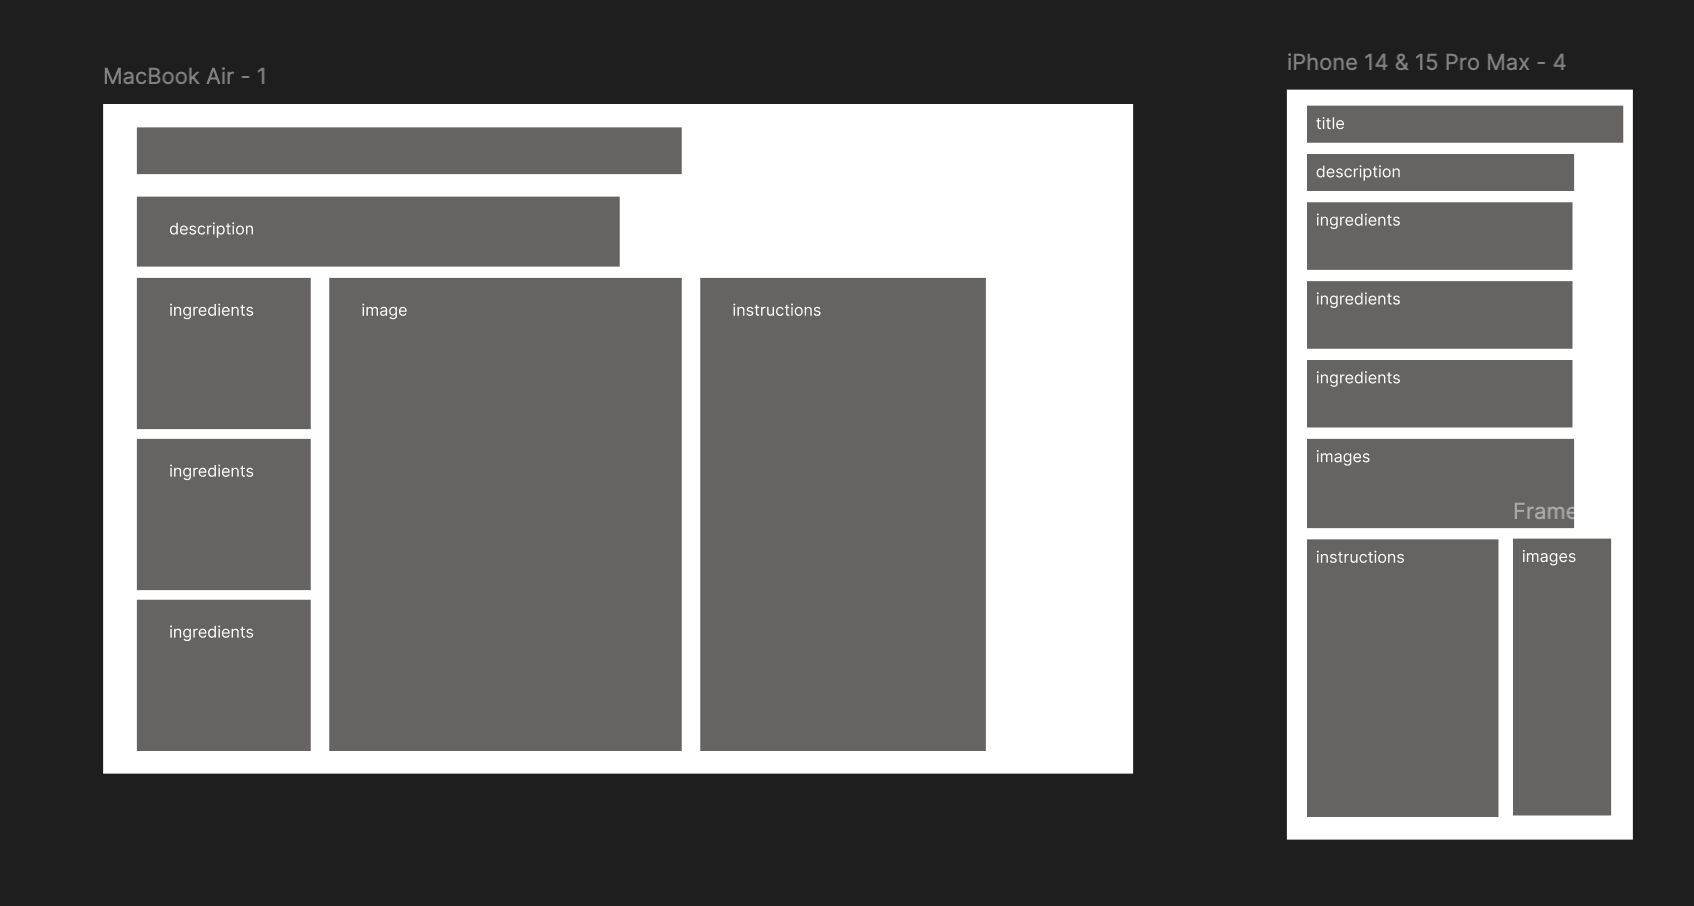 MacBook Air - 1
description
ingredients
image
instructions
ingredients
ingredients
iPhone 14 & 15 Pro Max - 4
title
description
ingredients
ingredients
ingredients
images
Frame
instructions
images